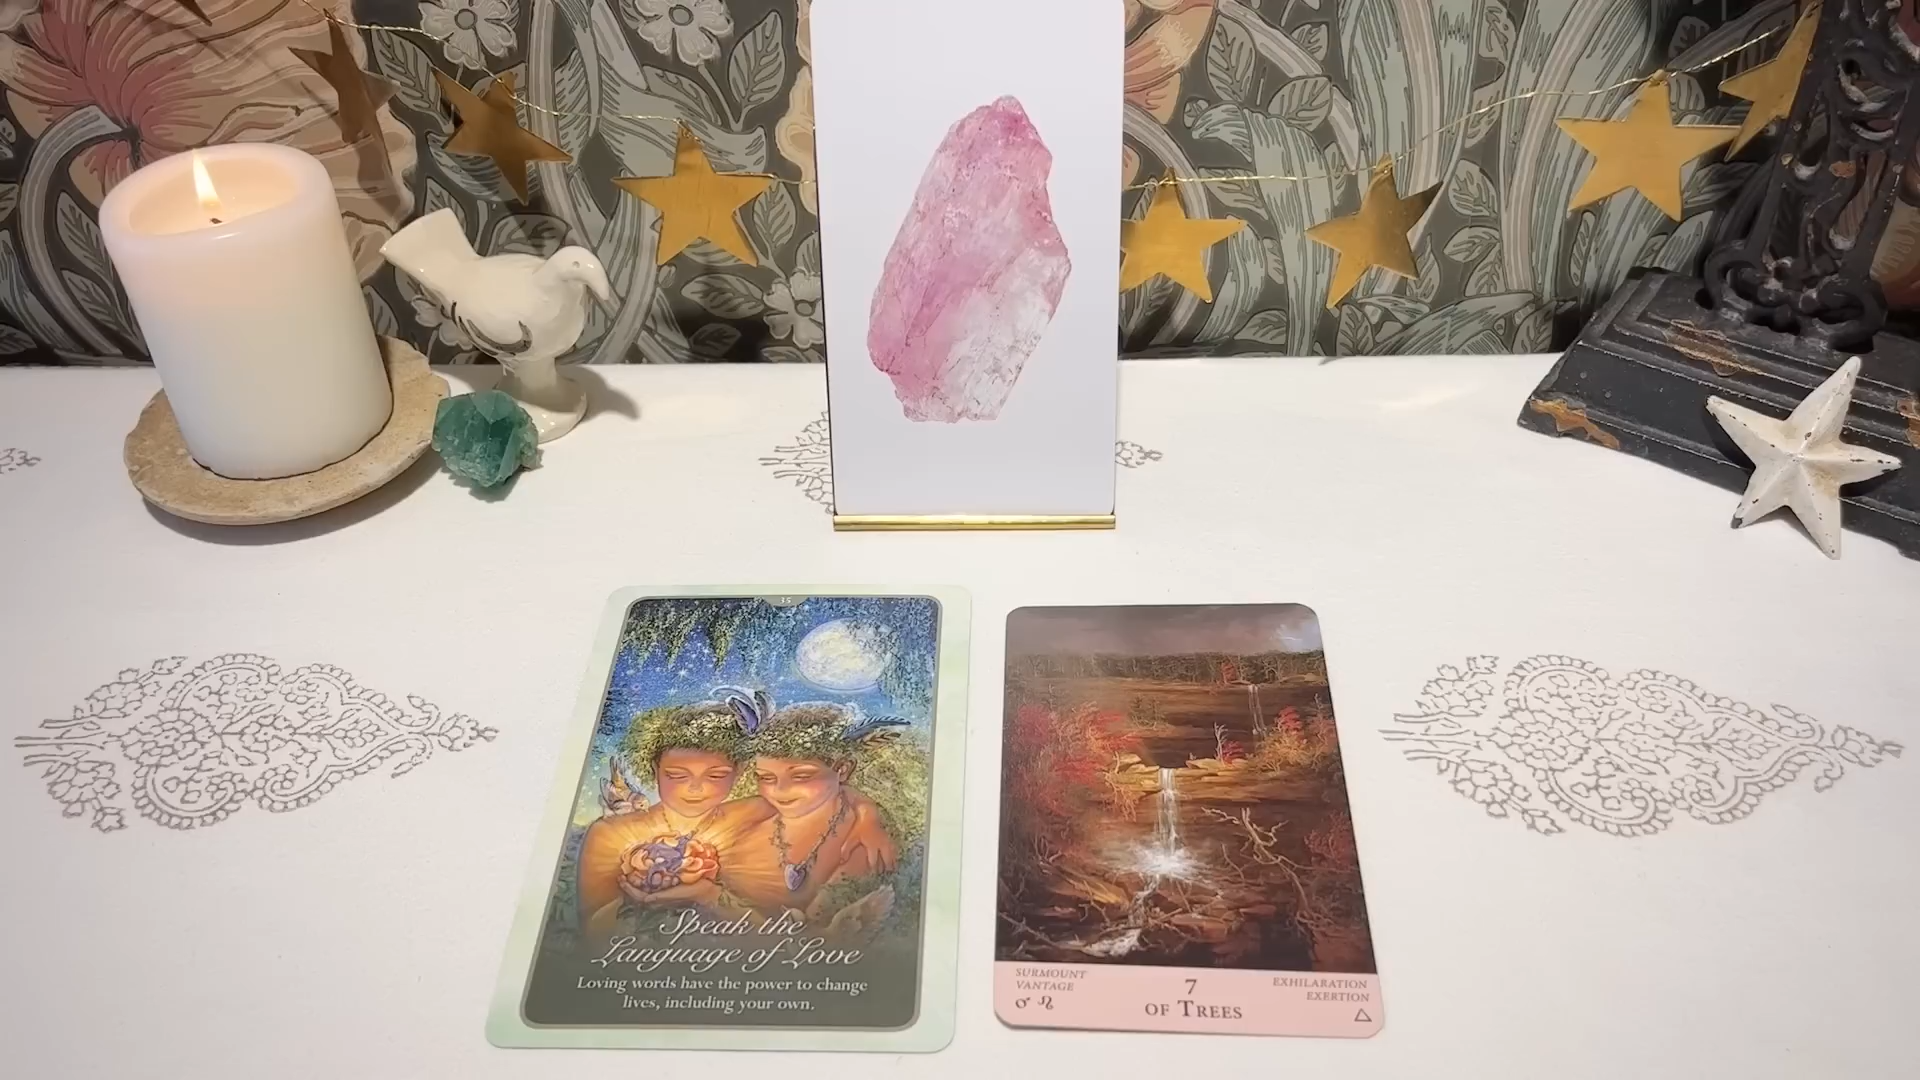 35
Speak the
Language of Love
Loving words have the power to change
lives, including your own.
SURMOUNT
VANTAGE
♂ ♌
7
OF TREES
EXHILARATION
EXERTION
△